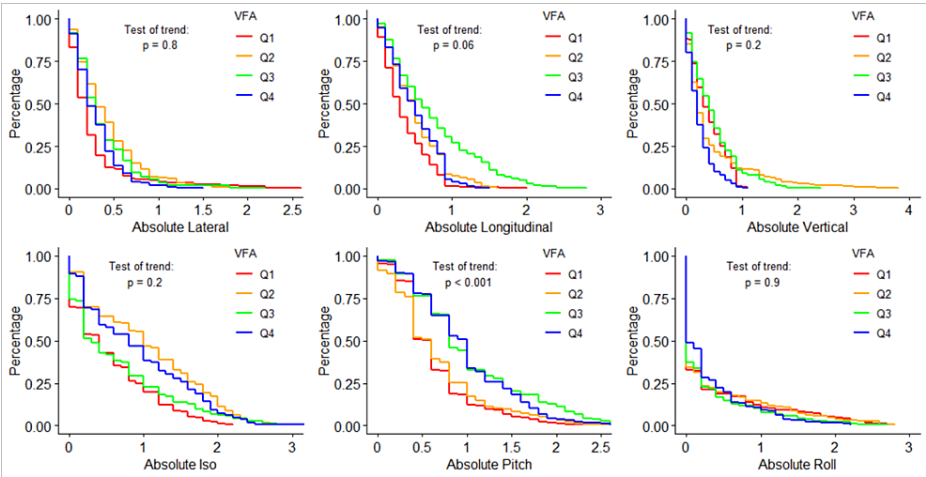 VFA
Test of trend:
p = 0.8
Q1
Q2
Q3
Q4
Percentage
1.00
0.75
0.50
0.25
0.00
0
0.5
1
1.5
2
2.5
Absolute Lateral
VFA
Test of trend:
p = 0.06
Q1
Q2
Q3
Q4
Percentage
1.00
0.75
0.50
0.25
0.00
0
1
2
3
Absolute Longitudinal
VFA
Test of trend:
p = 0.2
Q1
Q2
Q3
Q4
Percentage
1.00
0.75
0.50
0.25
0.00
0
1
2
3
4
Absolute Vertical
VFA
Test of trend:
p = 0.2
Q1
Q2
Q3
Q4
Percentage
1.00
0.75
0.50
0.25
0.00
0
1
2
3
Absolute Iso
VFA
Test of trend:
p < 0.001
Q1
Q2
Q3
Q4
Percentage
1.00
0.75
0.50
0.25
0.00
0
0.5
1
1.5
2
2.5
Absolute Pitch
VFA
Test of trend:
p = 0.9
Q1
Q2
Q3
Q4
Percentage
1.00
0.75
0.50
0.25
0.00
0
1
2
3
Absolute Roll